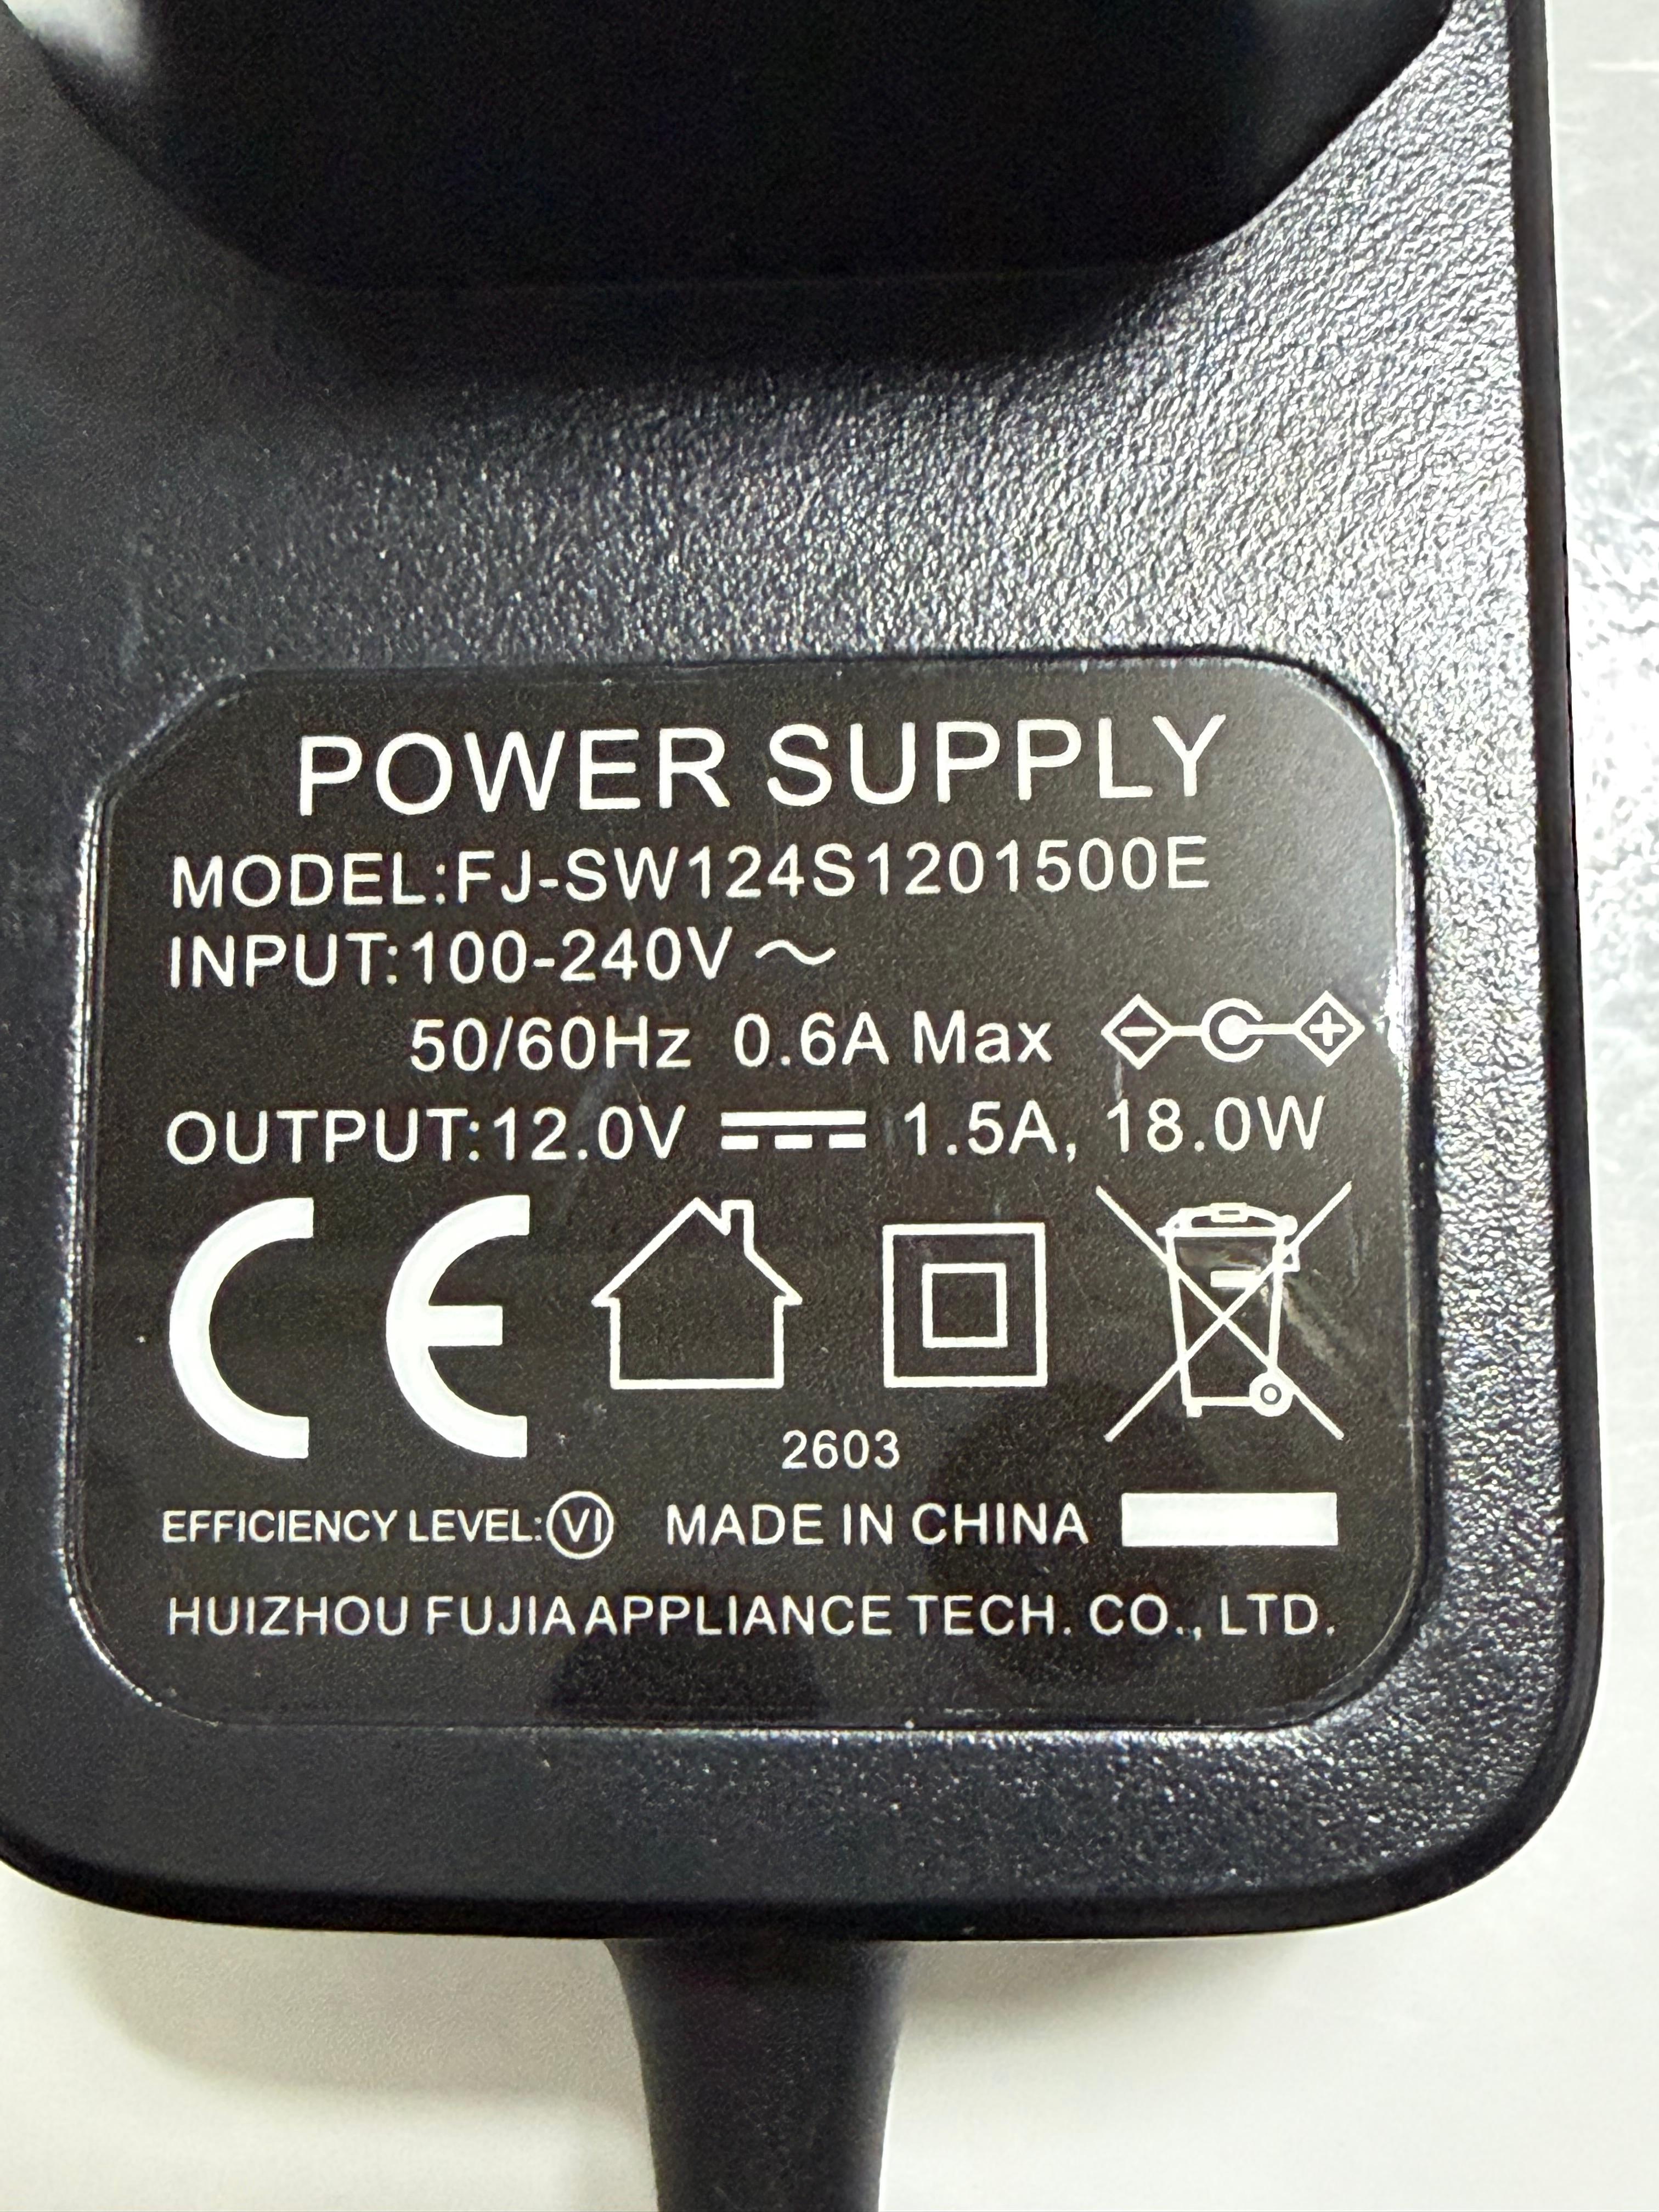 POWER SUPPLY
MODEL:FJ-SW124S1201500E
INPUT:100-240V ~
50/60Hz 0.6A Max
OUTPUT:12.0V ⎓ 1.5A, 18.0W
CE
2603
EFFICIENCY LEVEL:VI MADE IN CHINA
HUIZHOU FUJIA APPLIANCE TECH. CO., LTD.